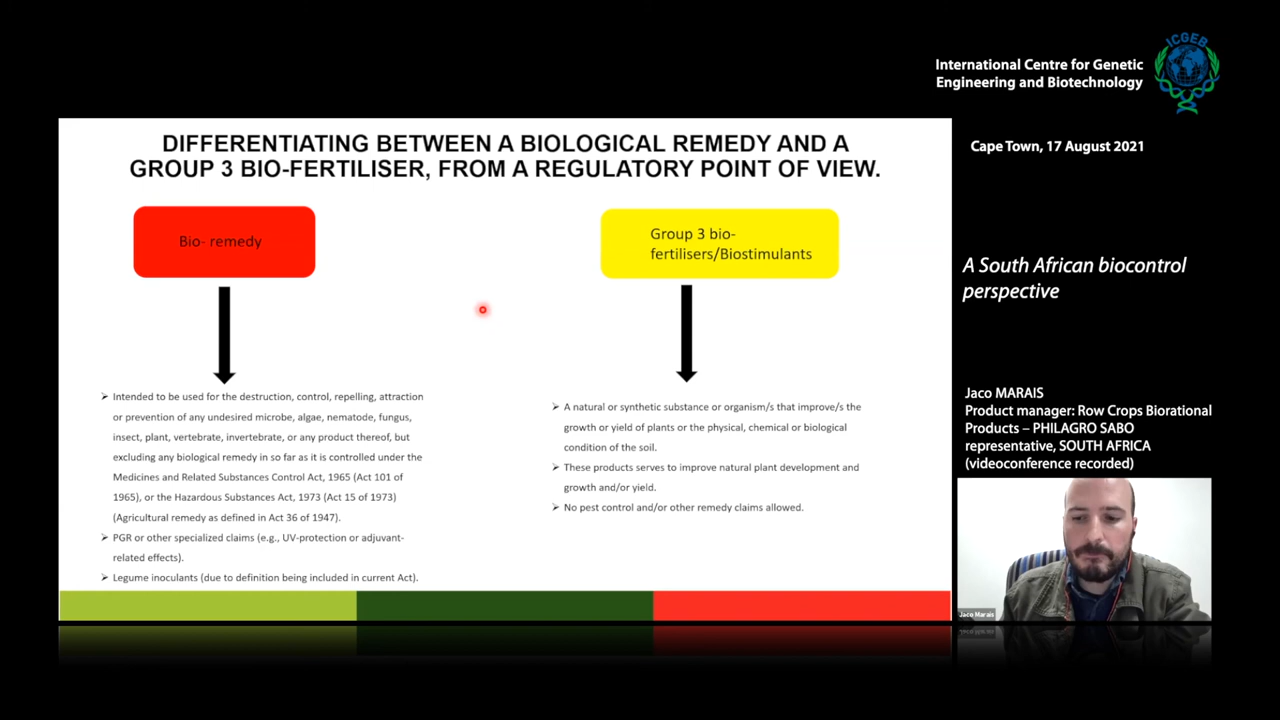 ICGEB
International Centre for Genetic
Engineering and Biotechnology
Cape Town, 17 August 2021
DIFFERENTIATING BETWEEN A BIOLOGICAL REMEDY AND A
GROUP 3 BIO-FERTILISER, FROM A REGULATORY POINT OF VIEW.
Bio- remedy
➢ Intended to be used for the destruction, control, repelling, attraction
or prevention of any undesired microbe, algae, nematode, fungus,
insect, plant, vertebrate, invertebrate, or any product thereof, but
excluding any biological remedy in so far as it is controlled under the
Medicines and Related Substances Control Act, 1965 (Act 101 of
1965), or the Hazardous Substances Act, 1973 (Act 15 of 1973)
(Agricultural remedy as defined in Act 36 of 1947).
➢ PGR or other specialized claims (e.g., UV-protection or adjuvant-
related effects).
➢ Legume inoculants (due to definition being included in current Act).
Group 3 bio-
fertilisers/Biostimulants
➢ A natural or synthetic substance or organism/s that improve/s the
growth or yield of plants or the physical, chemical or biological
condition of the soil.
➢ These products serves to improve natural plant development and
growth and/or yield.
➢ No pest control and/or other remedy claims allowed.
A South African biocontrol
perspective
Jaco MARAIS
Product manager: Row Crops Biorational
Products – PHILAGRO SABO
representative, SOUTH AFRICA
(videoconference recorded)
Jaco Marais